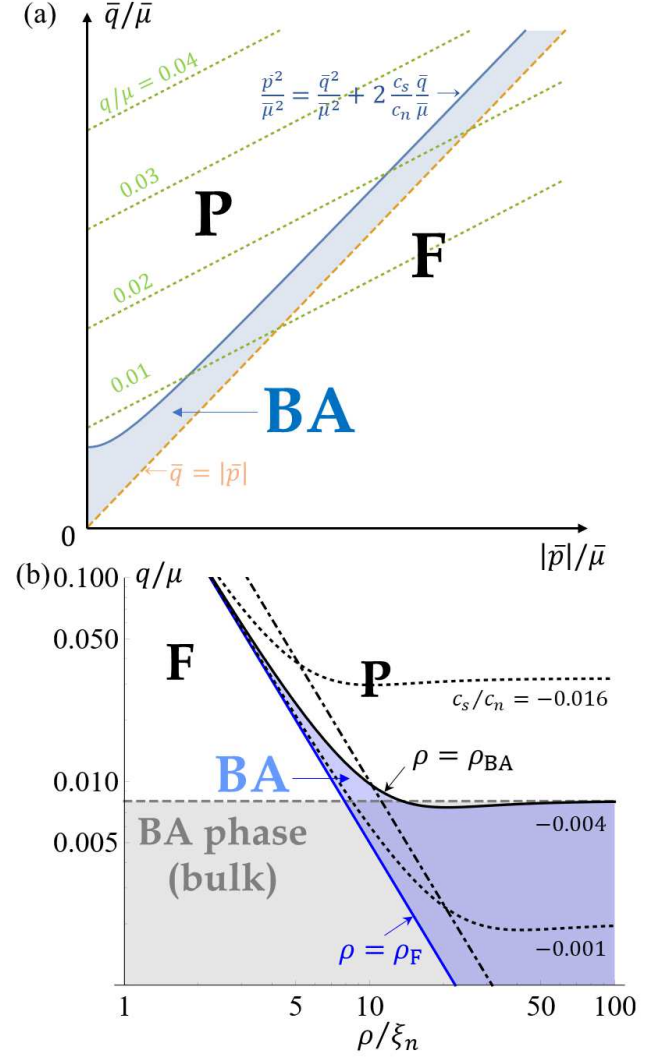 (a)
q̄/μ̄
q/μ = 0.04
p̄²/μ̄² = q̄²/μ̄² + 2 c_s/c_n q̄/μ̄
0.03
P
F
0.02
0.01
BA
q̄ = |p̄|
0
|p̄|/μ̄
(b)
q/μ
0.100
0.050
F
P
c_s/c_n = −0.016
BA
ρ = ρ_BA
0.010
BA phase
(bulk)
−0.004
0.005
ρ = ρ_F
−0.001
1 5 10 50 100
ρ/ξ_n